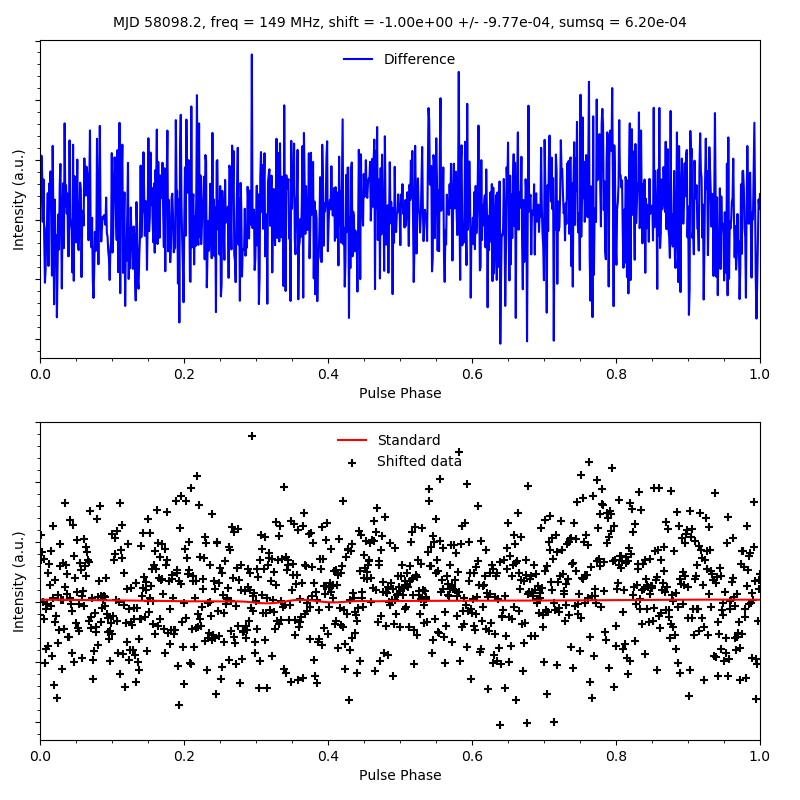 MJD 58098.2, freq = 149 MHz, shift = -1.00e+00 +/- -9.77e-04, sumsq = 6.20e-04
Difference
Intensity (a.u.)
0.0 0.2 0.4 0.6 0.8 1.0
Pulse Phase
Standard
Shifted data
Intensity (a.u.)
0.0 0.2 0.4 0.6 0.8 1.0
Pulse Phase